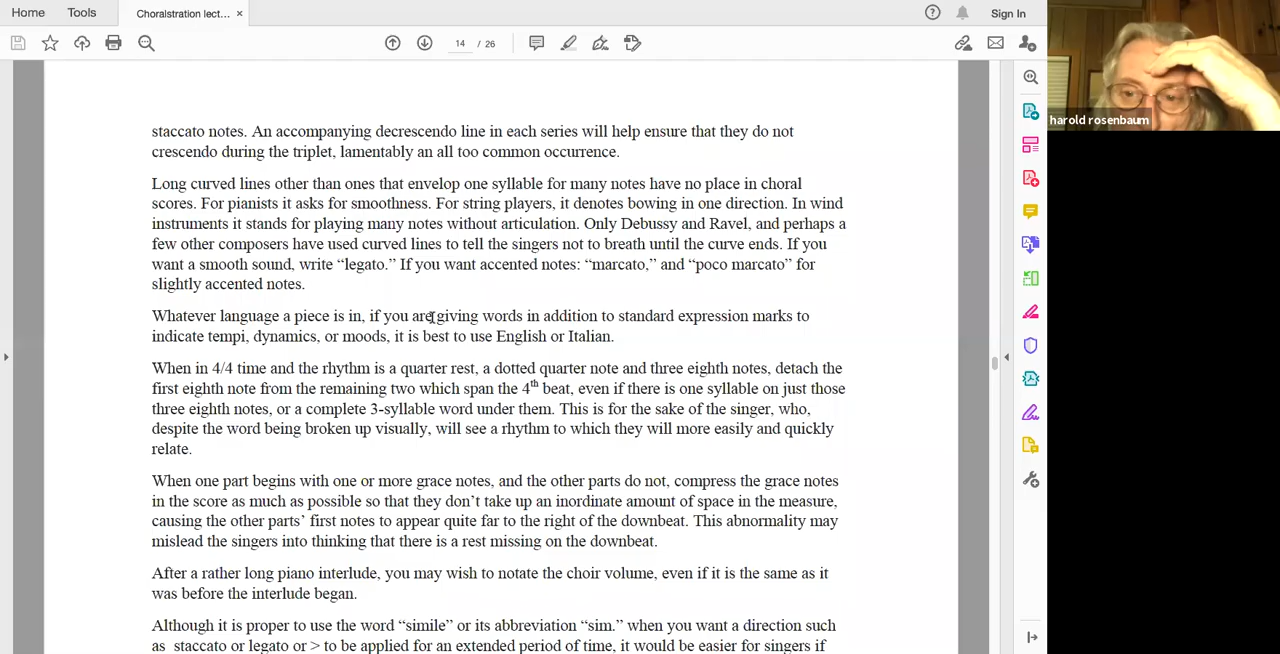 Home Tools Choralstration lect... × Sign In
14 / 26
harold rosenbaum
staccato notes. An accompanying decrescendo line in each series will help ensure that they do not
crescendo during the triplet, lamentably an all too common occurrence.
Long curved lines other than ones that envelop one syllable for many notes have no place in choral
scores. For pianists it asks for smoothness. For string players, it denotes bowing in one direction. In wind
instruments it stands for playing many notes without articulation. Only Debussy and Ravel, and perhaps a
few other composers have used curved lines to tell the singers not to breath until the curve ends. If you
want a smooth sound, write “legato.” If you want accented notes: “marcato,” and “poco marcato” for
slightly accented notes.
Whatever language a piece is in, if you are giving words in addition to standard expression marks to
indicate tempi, dynamics, or moods, it is best to use English or Italian.
When in 4/4 time and the rhythm is a quarter rest, a dotted quarter note and three eighth notes, detach the
first eighth note from the remaining two which span the 4th beat, even if there is one syllable on just those
three eighth notes, or a complete 3-syllable word under them. This is for the sake of the singer, who,
despite the word being broken up visually, will see a rhythm to which they will more easily and quickly
relate.
When one part begins with one or more grace notes, and the other parts do not, compress the grace notes
in the score as much as possible so that they don’t take up an inordinate amount of space in the measure,
causing the other parts’ first notes to appear quite far to the right of the downbeat. This abnormality may
mislead the singers into thinking that there is a rest missing on the downbeat.
After a rather long piano interlude, you may wish to notate the choir volume, even if it is the same as it
was before the interlude began.
Although it is proper to use the word “simile” or its abbreviation “sim.” when you want a direction such
as staccato or legato or > to be applied for an extended period of time, it would be easier for singers if